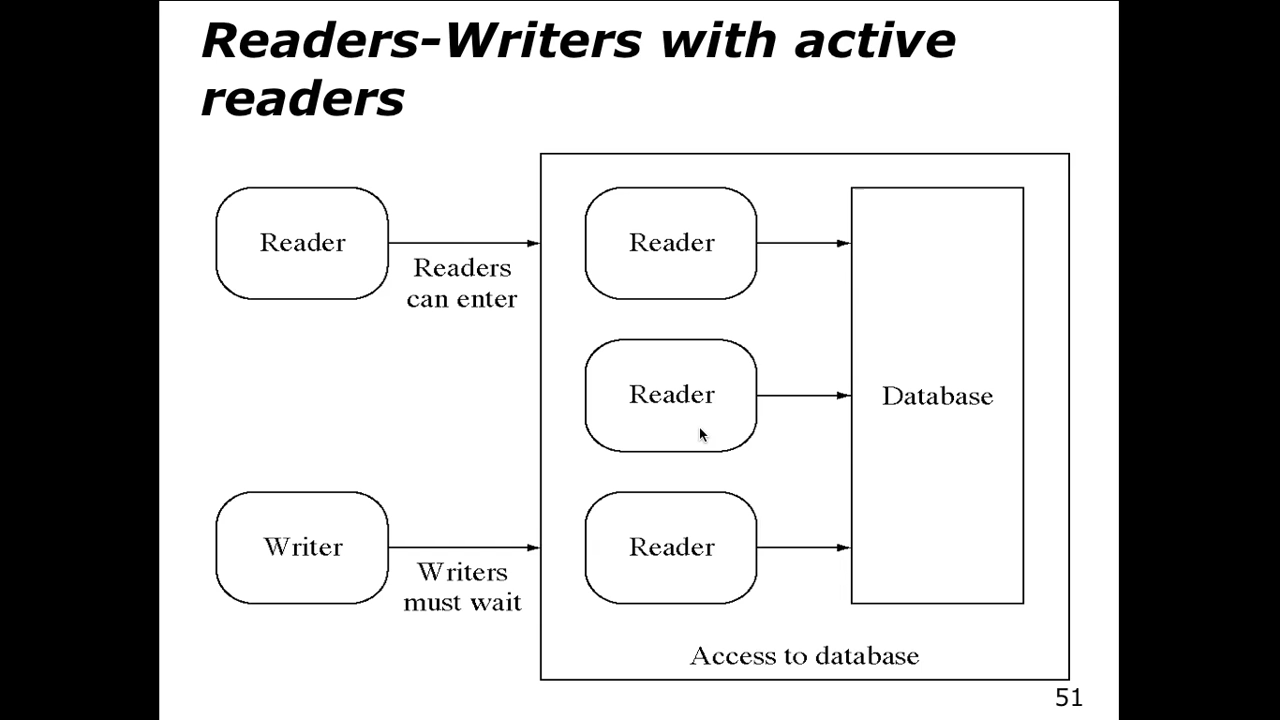 Readers-Writers with active
readers
Reader
Readers
can enter
Reader
Reader
Database
Writer
Writers
must wait
Reader
Access to database
51